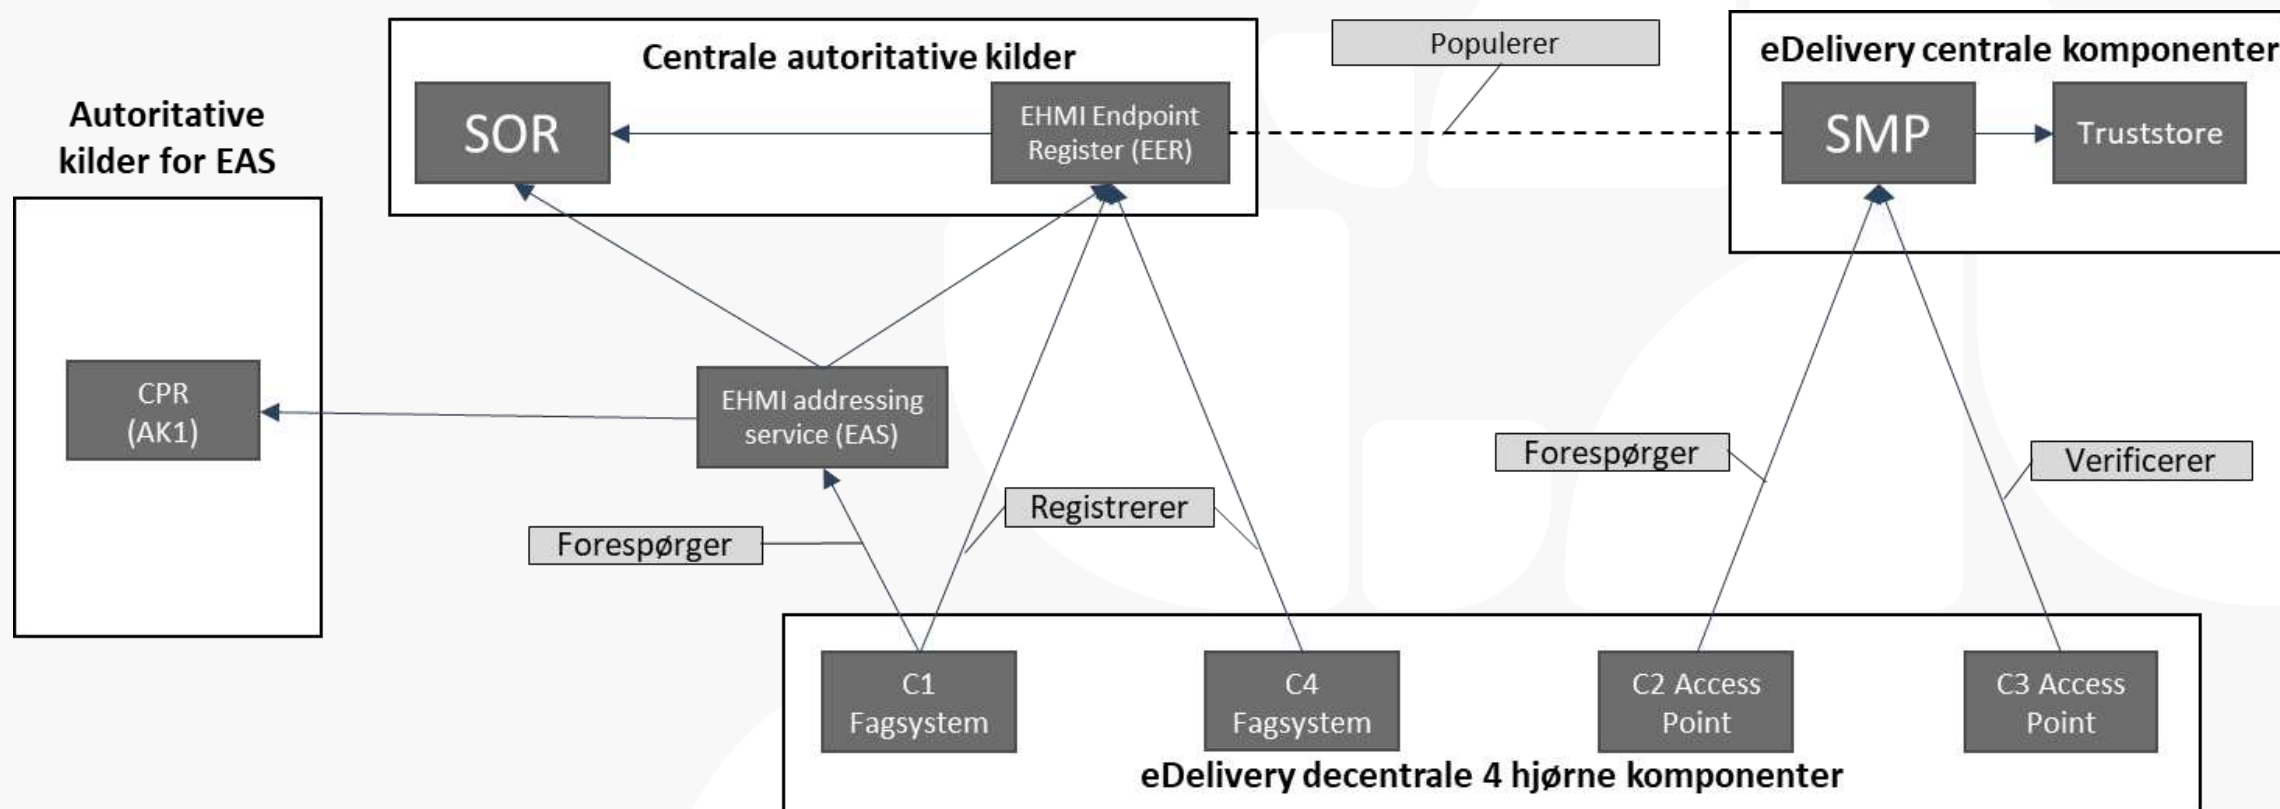 Populerer
Centrale autoritative kilder
eDelivery centrale komponenter
Autoritative
kilder for EAS
SOR
EHMI Endpoint
Register (EER)
SMP
Truststore
CPR
(AK1)
EHMI addressing
service (EAS)
Forespørger
Verificerer
Registrerer
Forespørger
C1
Fagsystem
C4
Fagsystem
C2 Access
Point
C3 Access
Point
eDelivery decentrale 4 hjørne komponenter